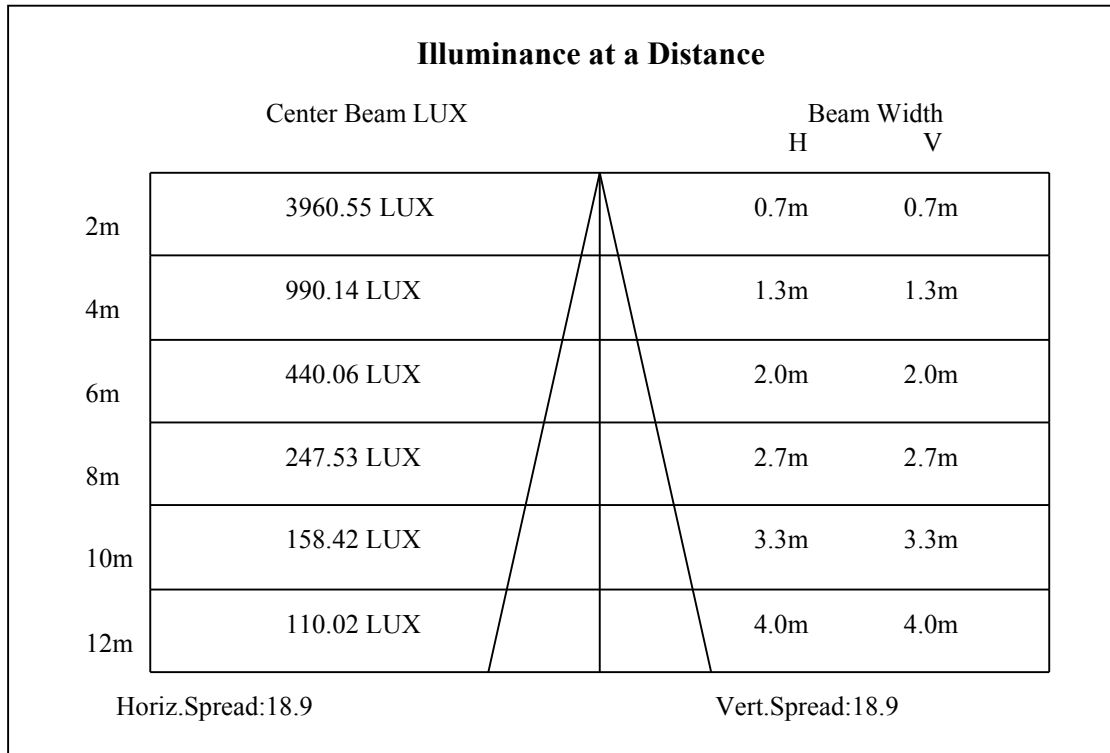 Illuminance at a Distance
Center Beam LUX Beam Width
H V
2m 3960.55 LUX 0.7m 0.7m
4m 990.14 LUX 1.3m 1.3m
6m 440.06 LUX 2.0m 2.0m
8m 247.53 LUX 2.7m 2.7m
10m 158.42 LUX 3.3m 3.3m
12m 110.02 LUX 4.0m 4.0m
Horiz.Spread:18.9 Vert.Spread:18.9